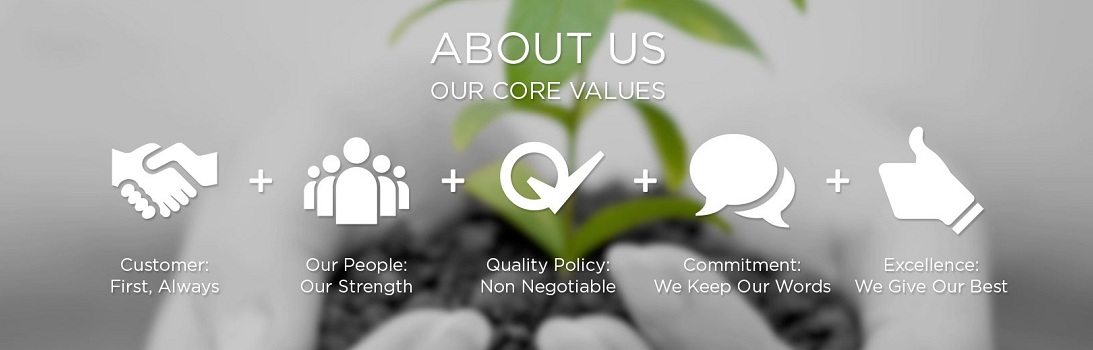 ABOUT US
OUR CORE VALUES
+ + + +
Customer:
First, Always
Our People:
Our Strength
Quality Policy:
Non Negotiable
Commitment:
We Keep Our Words
Excellence:
We Give Our Best